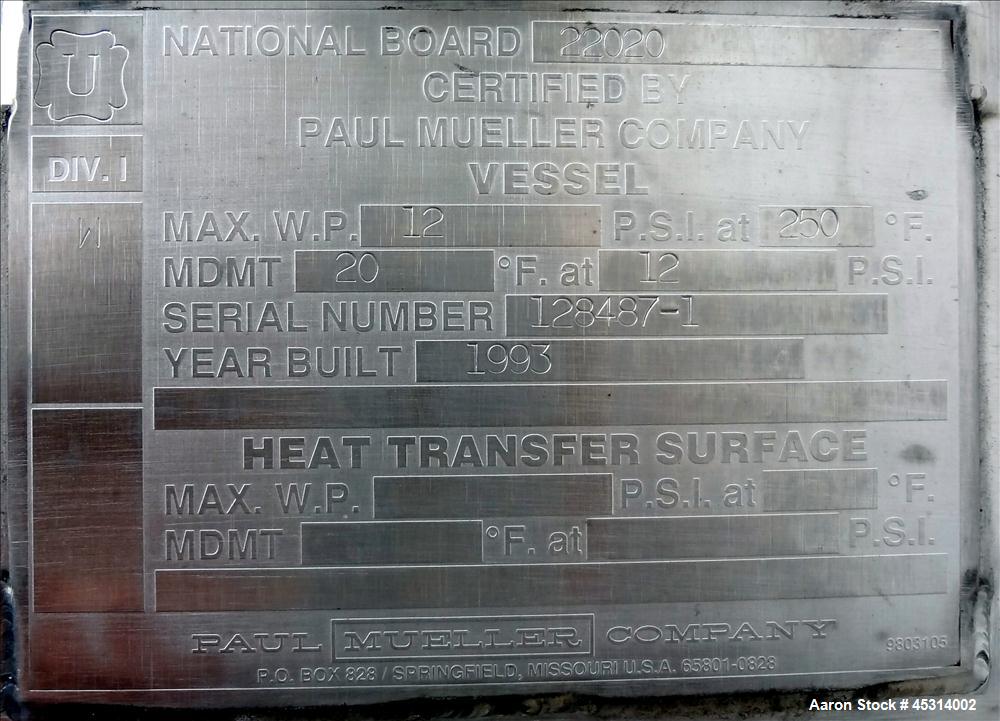 U
NATIONAL BOARD 22020
CERTIFIED BY
PAUL MUELLER COMPANY
DIV. I
VESSEL
W
MAX. W.P. 12 P.S.I. at 250 °F.
MDMT 20 °F. at 12 P.S.I.
SERIAL NUMBER 128487-1
YEAR BUILT 1993
HEAT TRANSFER SURFACE
MAX. W.P. P.S.I. at °F.
MDMT °F. at P.S.I.
PAUL MUELLER COMPANY
9803105
P.O. BOX 828 / SPRINGFIELD, MISSOURI U.S.A. 65801-0828
Aaron Stock # 45314002